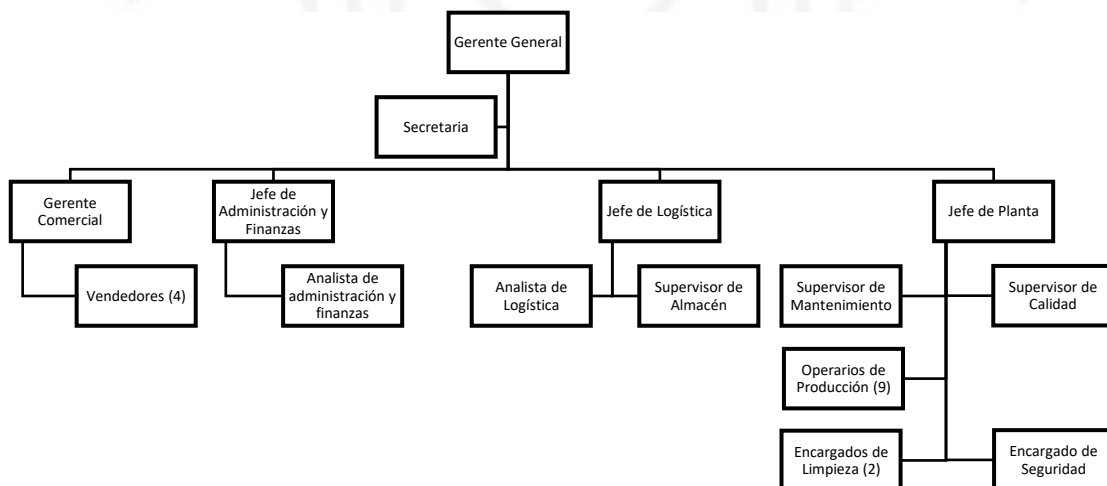 Gerente General
Secretaria
Gerente
Comercial
Jefe de
Administración y
Finanzas
Jefe de Logística
Jefe de Planta
Vendedores (4)
Analista de
administración y
finanzas
Analista de
Logística
Supervisor de
Almacén
Supervisor de
Mantenimiento
Supervisor de
Calidad
Operarios de
Producción (9)
Encargados de
Limpieza (2)
Encargado de
Seguridad